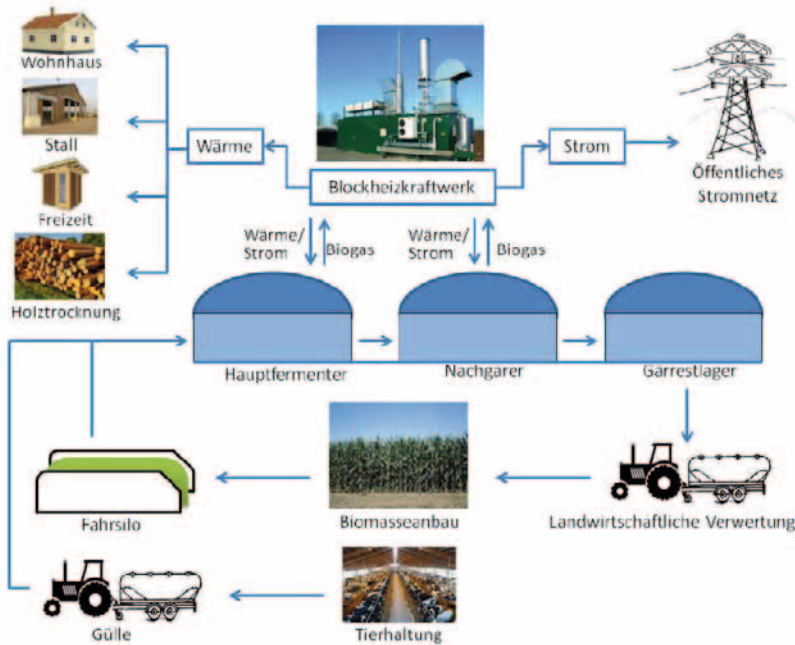 Wohnhaus
Stall
Freizeit
Holztrocknung
Wärme
Blockheizkraftwerk
Strom
Öffentliches
Stromnetz
Wärme/
Strom
Biogas
Wärme/
Strom
Biogas
Hauptfermenter
Nachgärer
Gärrestlager
Fahrsilo
Biomasseanbau
Landwirtschaftliche Verwertung
Gülle
Tierhaltung